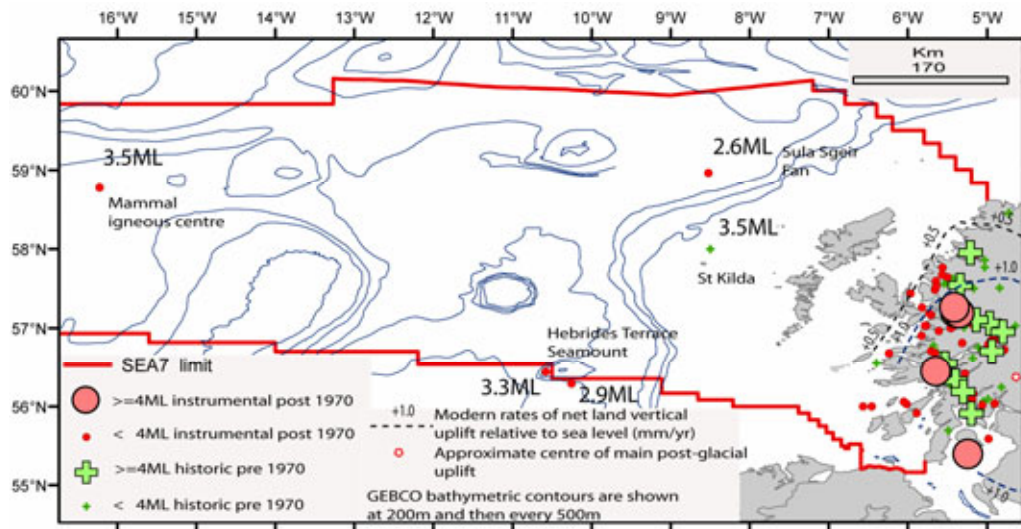 16°W 14°W 13°W 12°W 11°W 10°W 9°W 8°W 7°W 6°W 5°W
Km
170
60°N
59°N
58°N
57°N
56°N
55°N
3.5ML
Mammal
igneous centre
2.6ML
Sula Sgeir
Fan
3.5ML
St Kilda
+0.5
+0.5
+1.0
+0.5
+1.0
Hebrides Terrace
Seamount
3.3ML
2.9ML
SEA7 limit
>=4ML instrumental post 1970
< 4ML instrumental post 1970
>=4ML historic pre 1970
< 4ML historic pre 1970
+1.0
Modern rates of net land vertical
uplift relative to sea level (mm/yr)
Approximate centre of main post-glacial
uplift
GEBCO bathymetric contours are shown
at 200m and then every 500m
+1.0